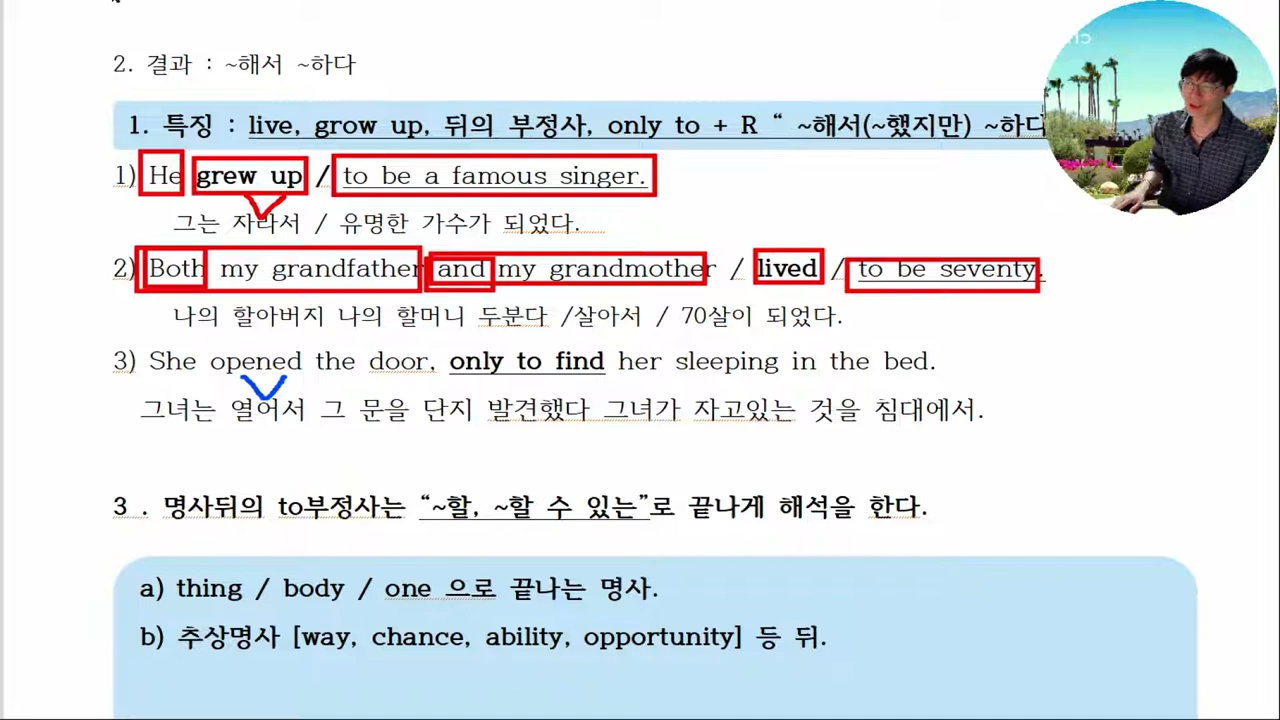 2. 결과 : ~해서 ~하다
1. 특징 : live, grow up, 뒤의 부정사, only to + R “ ~해서(~했지만) ~하다
1) He grew up / to be a famous singer.
그는 자라서 / 유명한 가수가 되었다.
2) Both my grandfather and my grandmother / lived / to be seventy.
나의 할아버지 나의 할머니 두분다 /살아서 / 70살이 되었다.
3) She opened the door, only to find her sleeping in the bed.
그녀는 열어서 그 문을 단지 발견했다 그녀가 자고있는 것을 침대에서.
3 . 명사뒤의 to부정사는 “~할, ~할 수 있는”로 끝나게 해석을 한다.
a) thing / body / one 으로 끝나는 명사.
b) 추상명사 [way, chance, ability, opportunity] 등 뒤.